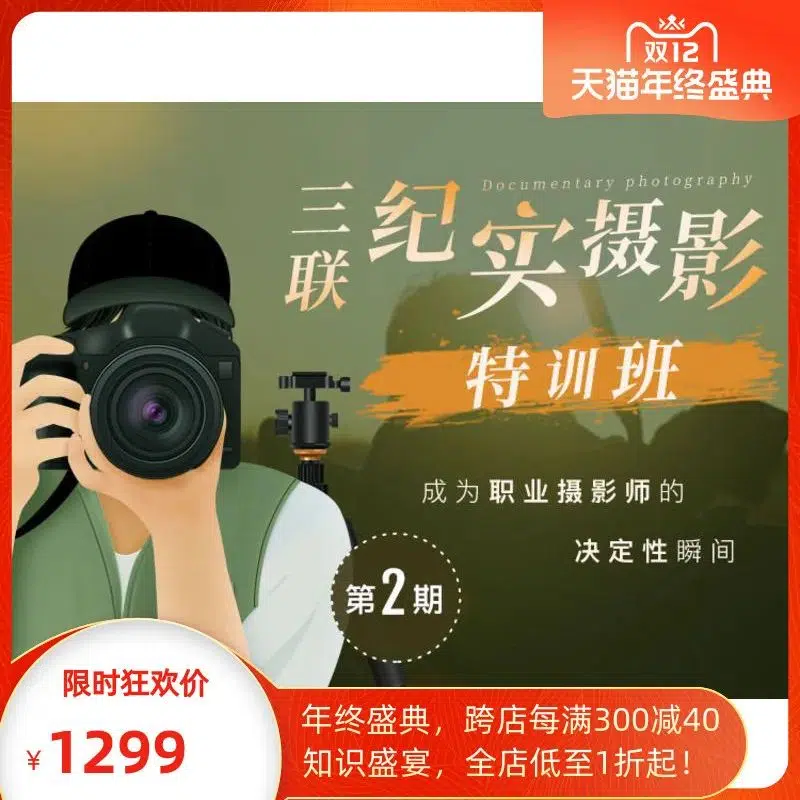 双12
天猫年终盛典
Documentary photography
三联纪实摄影
特训班
成为职业摄影师的
决定性瞬间
第2期
限时狂欢价
¥1299
年终盛典，跨店每满300减40
知识盛宴，全店低至1折起！